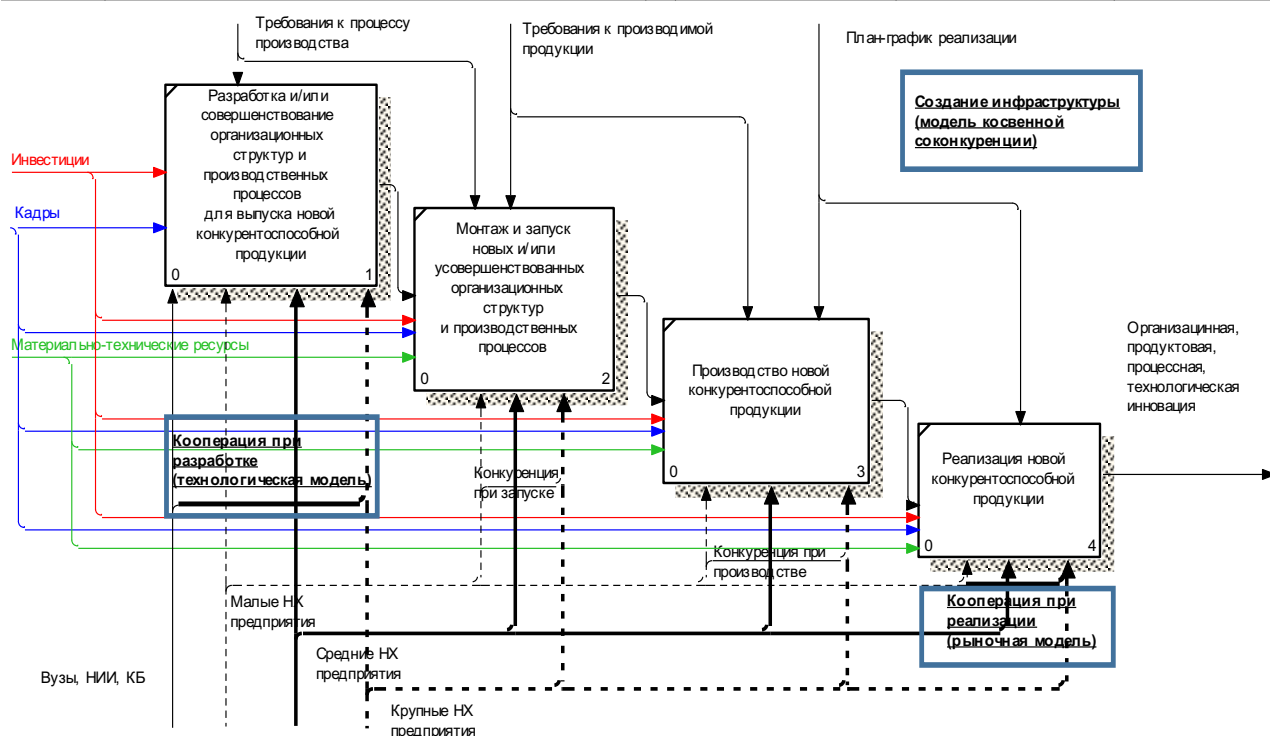 Требования к процессу
производства
Требования к производимой
продукции
План-график реализации
Создание инфраструктуры
(модель косвенной
соконкуренции)
Разработка и/или
совершенствование
организационных
структур и
производственных
процессов
для выпуска новой
конкурентоспособной
продукции
0
1
Инвестиции
Кадры
Материально-технические ресурсы
Монтаж и запуск
новых и/или
усовершенствованных
организационных
структур
и производственных
процессов
0
2
Производство новой
конкурентоспособной
продукции
0
3
Организацинная,
продуктовая,
процессная,
технологическая
инновация
Реализация новой
конкурентоспособной
продукции
0
4
Кооперация при
разработке
(технологическая модель)
Конкуренция
при запуске
Конкуренция при
производстве
Кооперация при
реализации
(рыночная модель)
Малые НХ
предприятия
Средние НХ
предприятия
Вузы, НИИ, КБ
Крупные НХ
предприятия